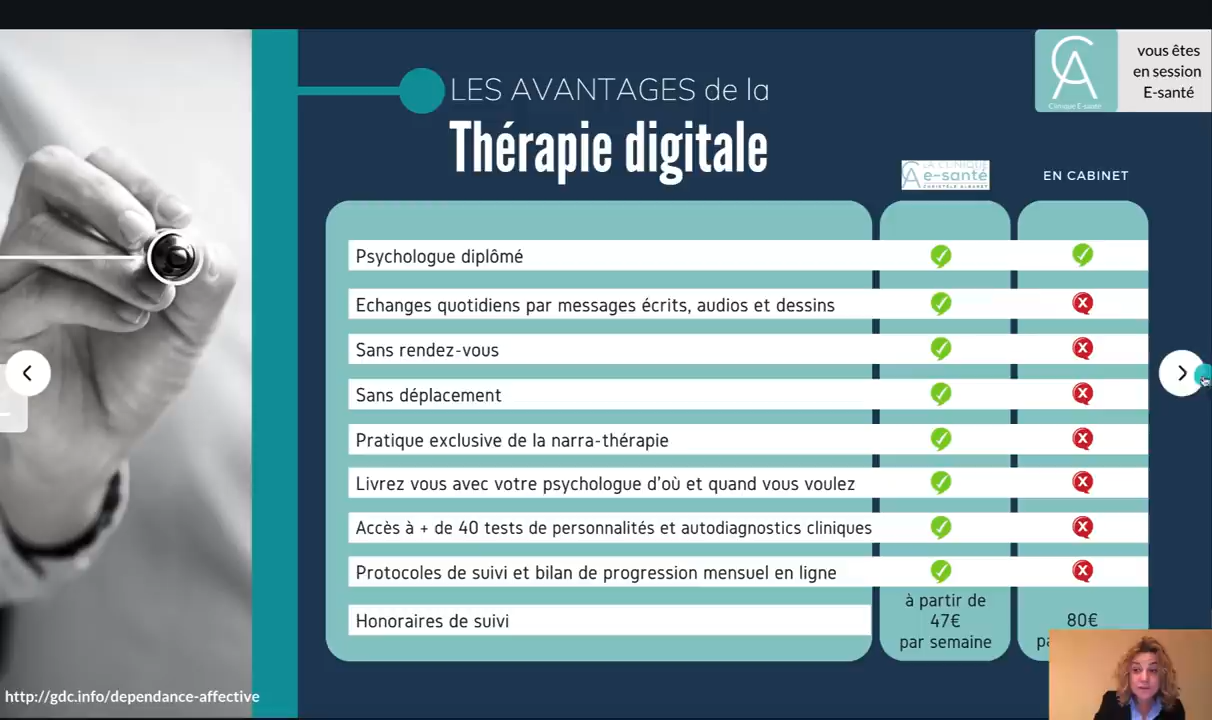 LES AVANTAGES de la
Thérapie digitale
CA
Clinique E-santé
vous êtes
en session
E-santé
LA CLINIQUE
e-santé
EN CABINET
Psychologue diplômé
Echanges quotidiens par messages écrits, audios et dessins
Sans rendez-vous
Sans déplacement
Pratique exclusive de la narra-thérapie
Livrez vous avec votre psychologue d'où et quand vous voulez
Accès à + de 40 tests de personnalités et autodiagnostics cliniques
Protocoles de suivi et bilan de progression mensuel en ligne
Honoraires de suivi
à partir de
47€
par semaine
80€
http://gdc.info/dependance-affective